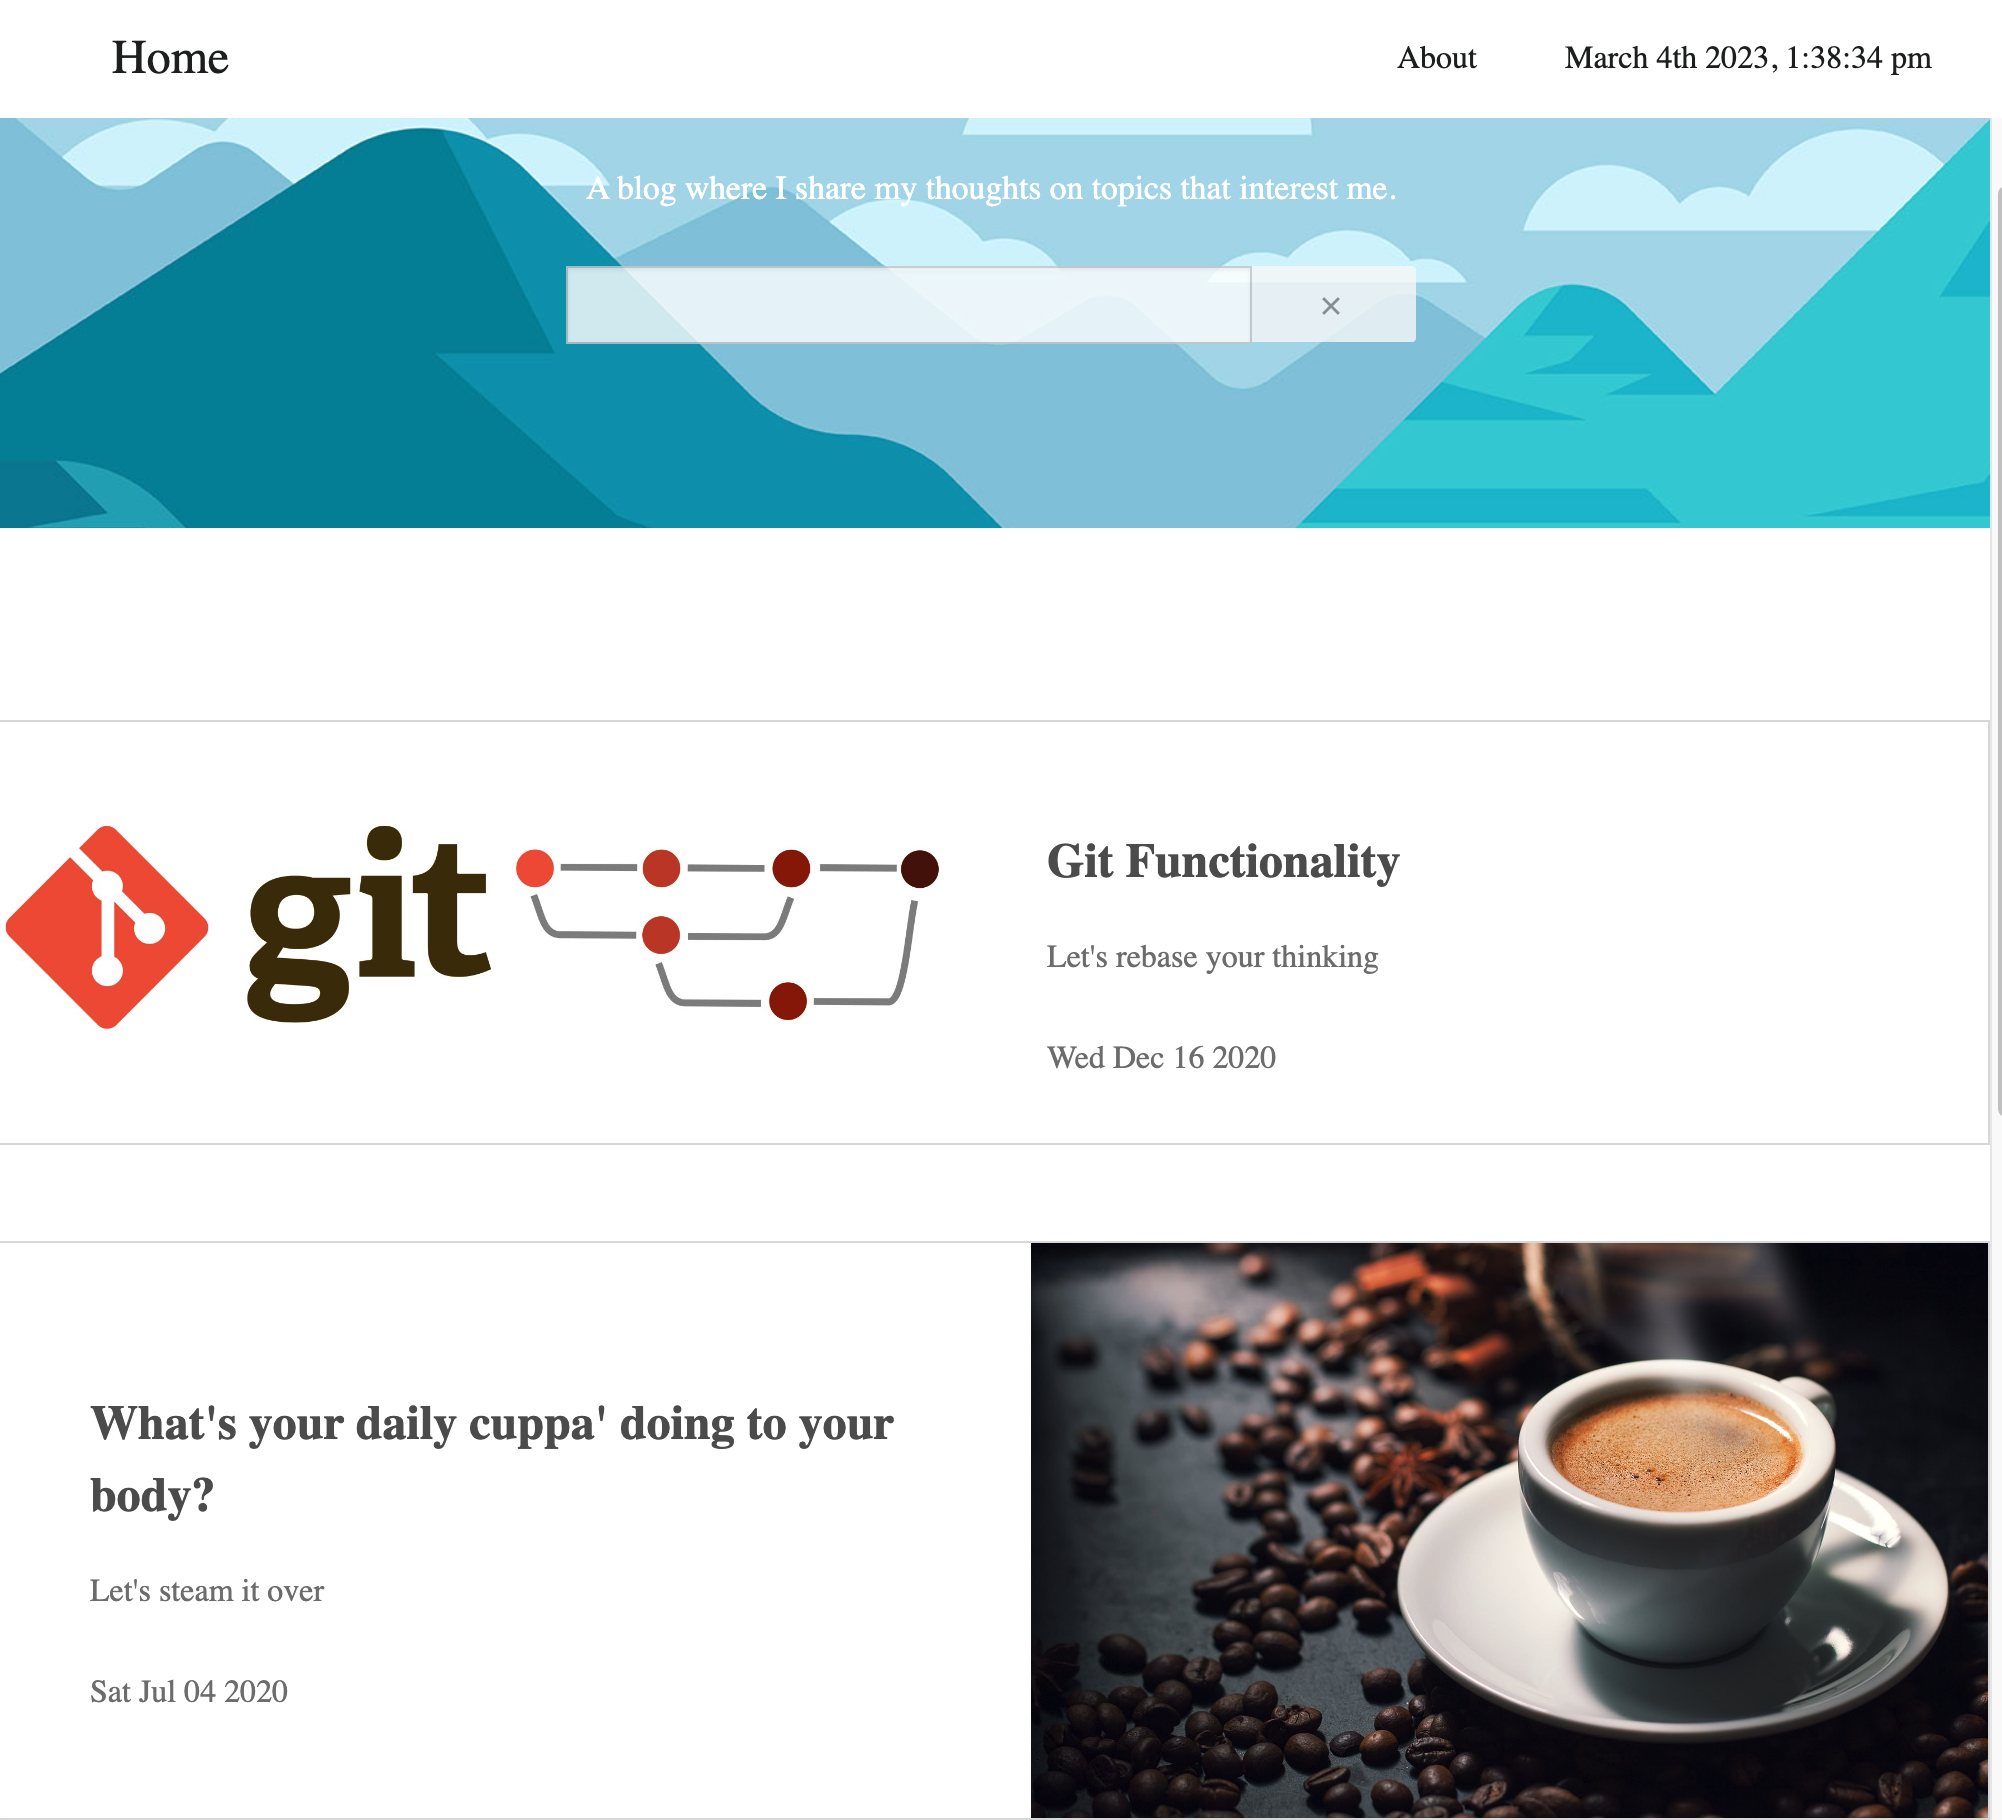 Home
About
March 4th 2023, 1:38:34 pm
A blog where I share my thoughts on topics that interest me.
×
git
Git Functionality
Let's rebase your thinking
Wed Dec 16 2020
What's your daily cuppa' doing to your
body?
Let's steam it over
Sat Jul 04 2020